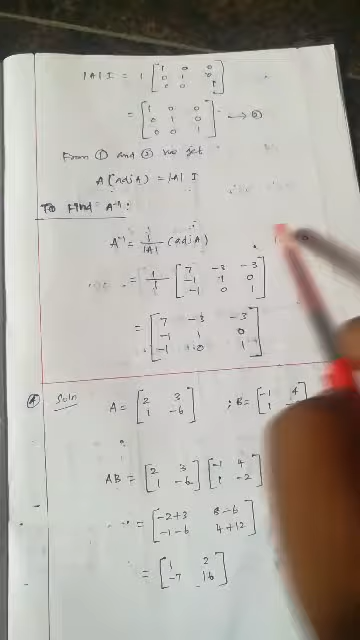 |A| I = 1 [1 0 0
0 1 0
0 0 1]
= [1 0 0
0 1 0
0 0 1] → ②
From ① and ② we get
A(adj A) = |A| I
To Find A⁻¹:
A⁻¹ = 1/|A| (adj A)
= 1/1 [7 -3 -3
-1 1 0
-1 0 1]
= [7 -3 -3
-1 1 0
-1 0 1]
④ Soln A = [2 3
1 -6] ; B = [-1 4
1
AB = [2 3
1 -6] [-1 4
1 -2]
= [-2+3 8-6
-1-6 4+12]
= [1 2
-7 16]